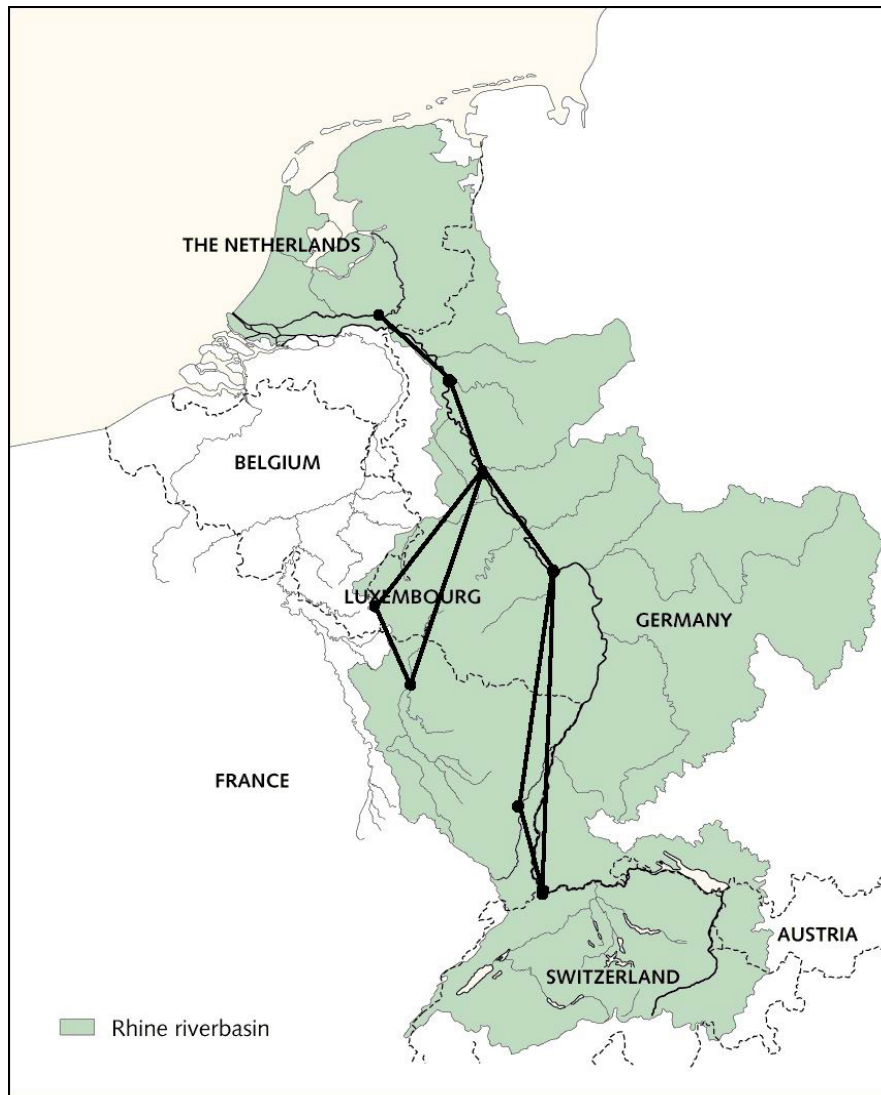 THE NETHERLANDS
BELGIUM
LUXEMBOURG
GERMANY
FRANCE
AUSTRIA
SWITZERLAND
Rhine riverbasin